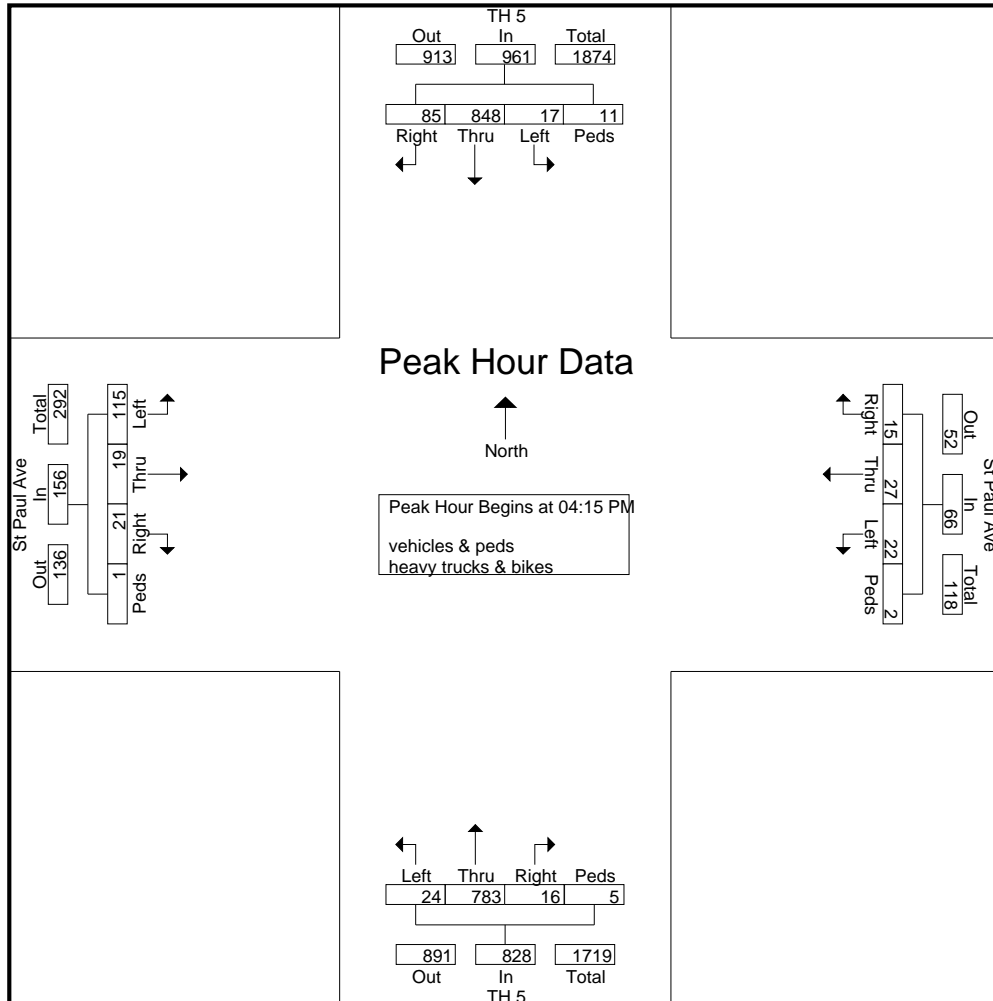 TH 5
Out In Total
913 961 1874
85 848 17 11
Right Thru Left Peds
Peak Hour Data
North
Peak Hour Begins at 04:15 PM
vehicles & peds
heavy trucks & bikes
St Paul Ave
Out In Total
136 156 292
Left Thru Right Peds
115 19 21 1
Right Thru Left Peds
15 27 22 2
Out In Total
52 66 118
St Paul Ave
Left Thru Right Peds
24 783 16 5
891 828 1719
Out In Total
TH 5